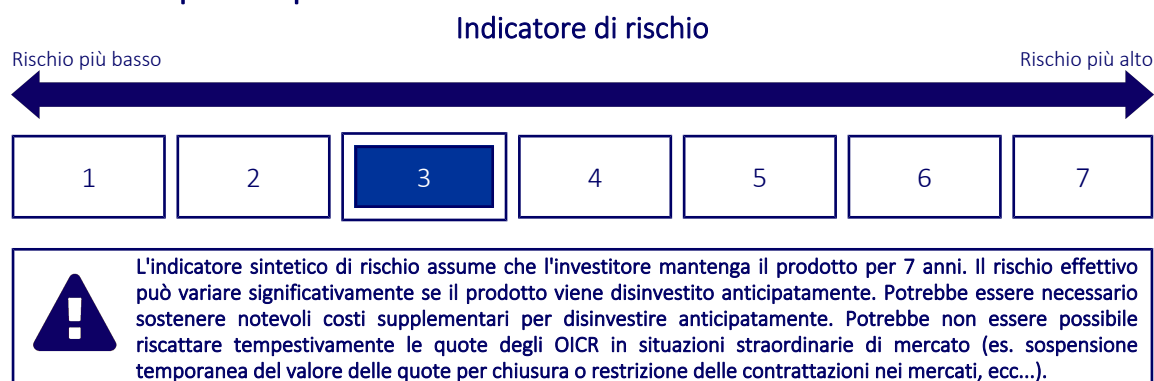 Indicatore di rischio
Rischio più basso
Rischio più alto
1
2
3
4
5
6
7
L'indicatore sintetico di rischio assume che l'investitore mantenga il prodotto per 7 anni. Il rischio effettivo
può variare significativamente se il prodotto viene disinvestito anticipatamente. Potrebbe essere necessario
sostenere notevoli costi supplementari per disinvestire anticipatamente. Potrebbe non essere possibile
riscattare tempestivamente le quote degli OICR in situazioni straordinarie di mercato (es. sospensione
temporanea del valore delle quote per chiusura o restrizione delle contrattazioni nei mercati, ecc...).